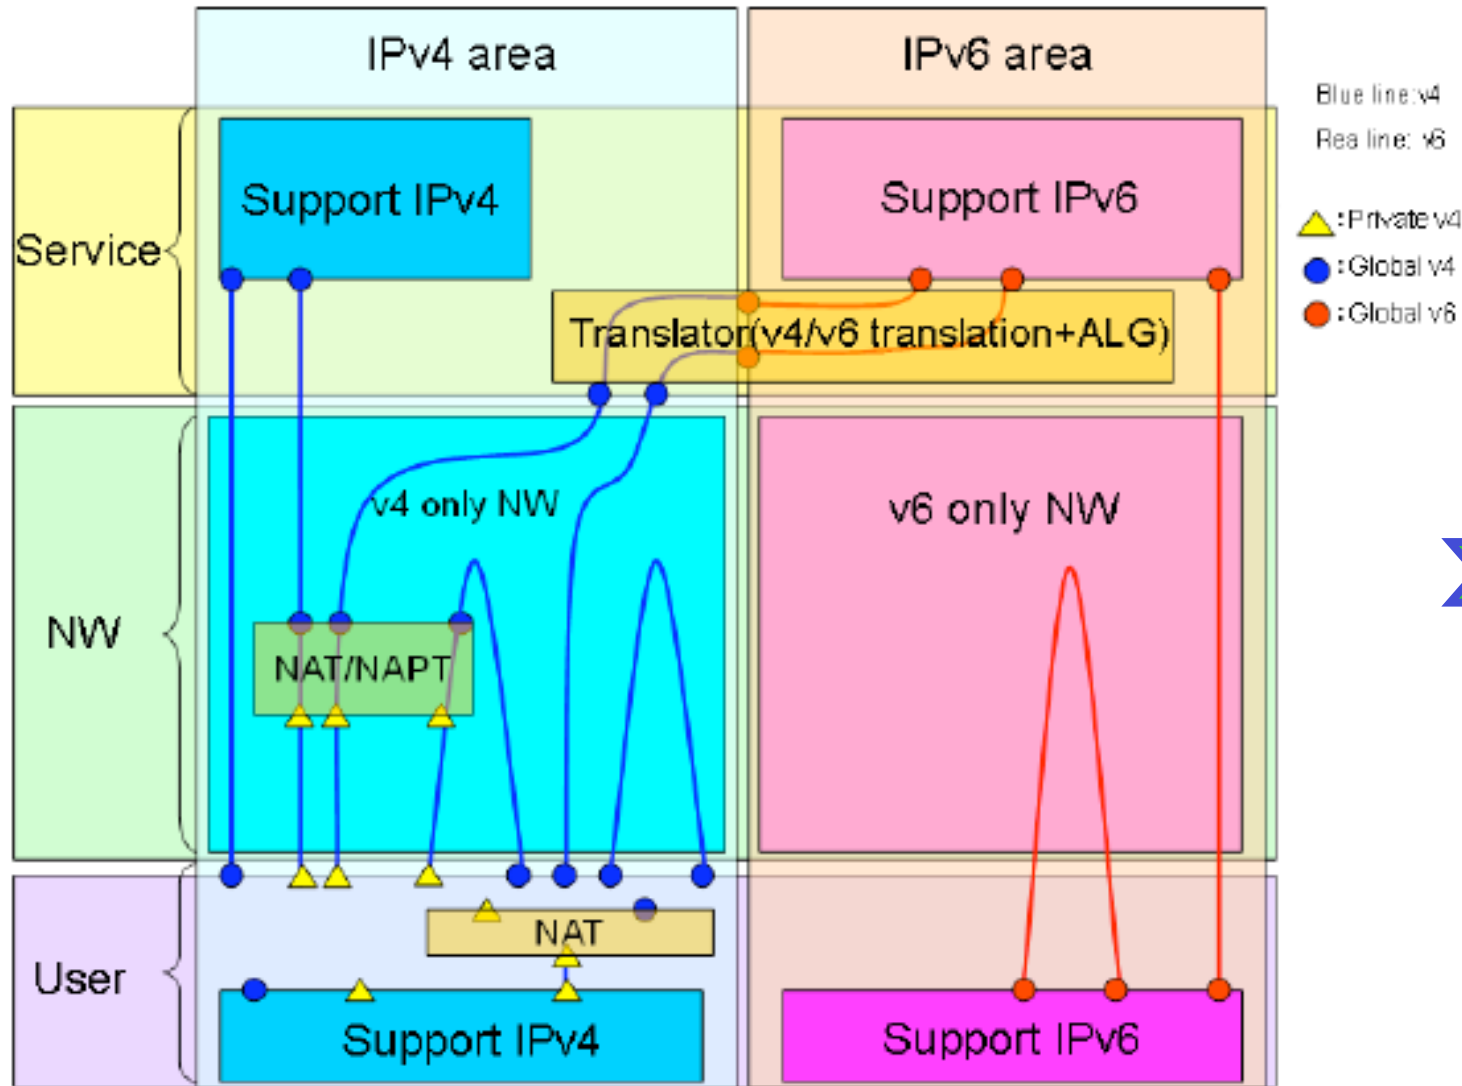 IPv4 area
IPv6 area
Blue line:v4
Rea line: v6
Support IPv4
Support IPv6
:Private v4
Service
:Global v4
:Global v6
Translator(v4/v6 translation+ALG)
v4 only NW
v6 only NW
NW
NAT/NAPT
NAT
User
Support IPv4
Support IPv6